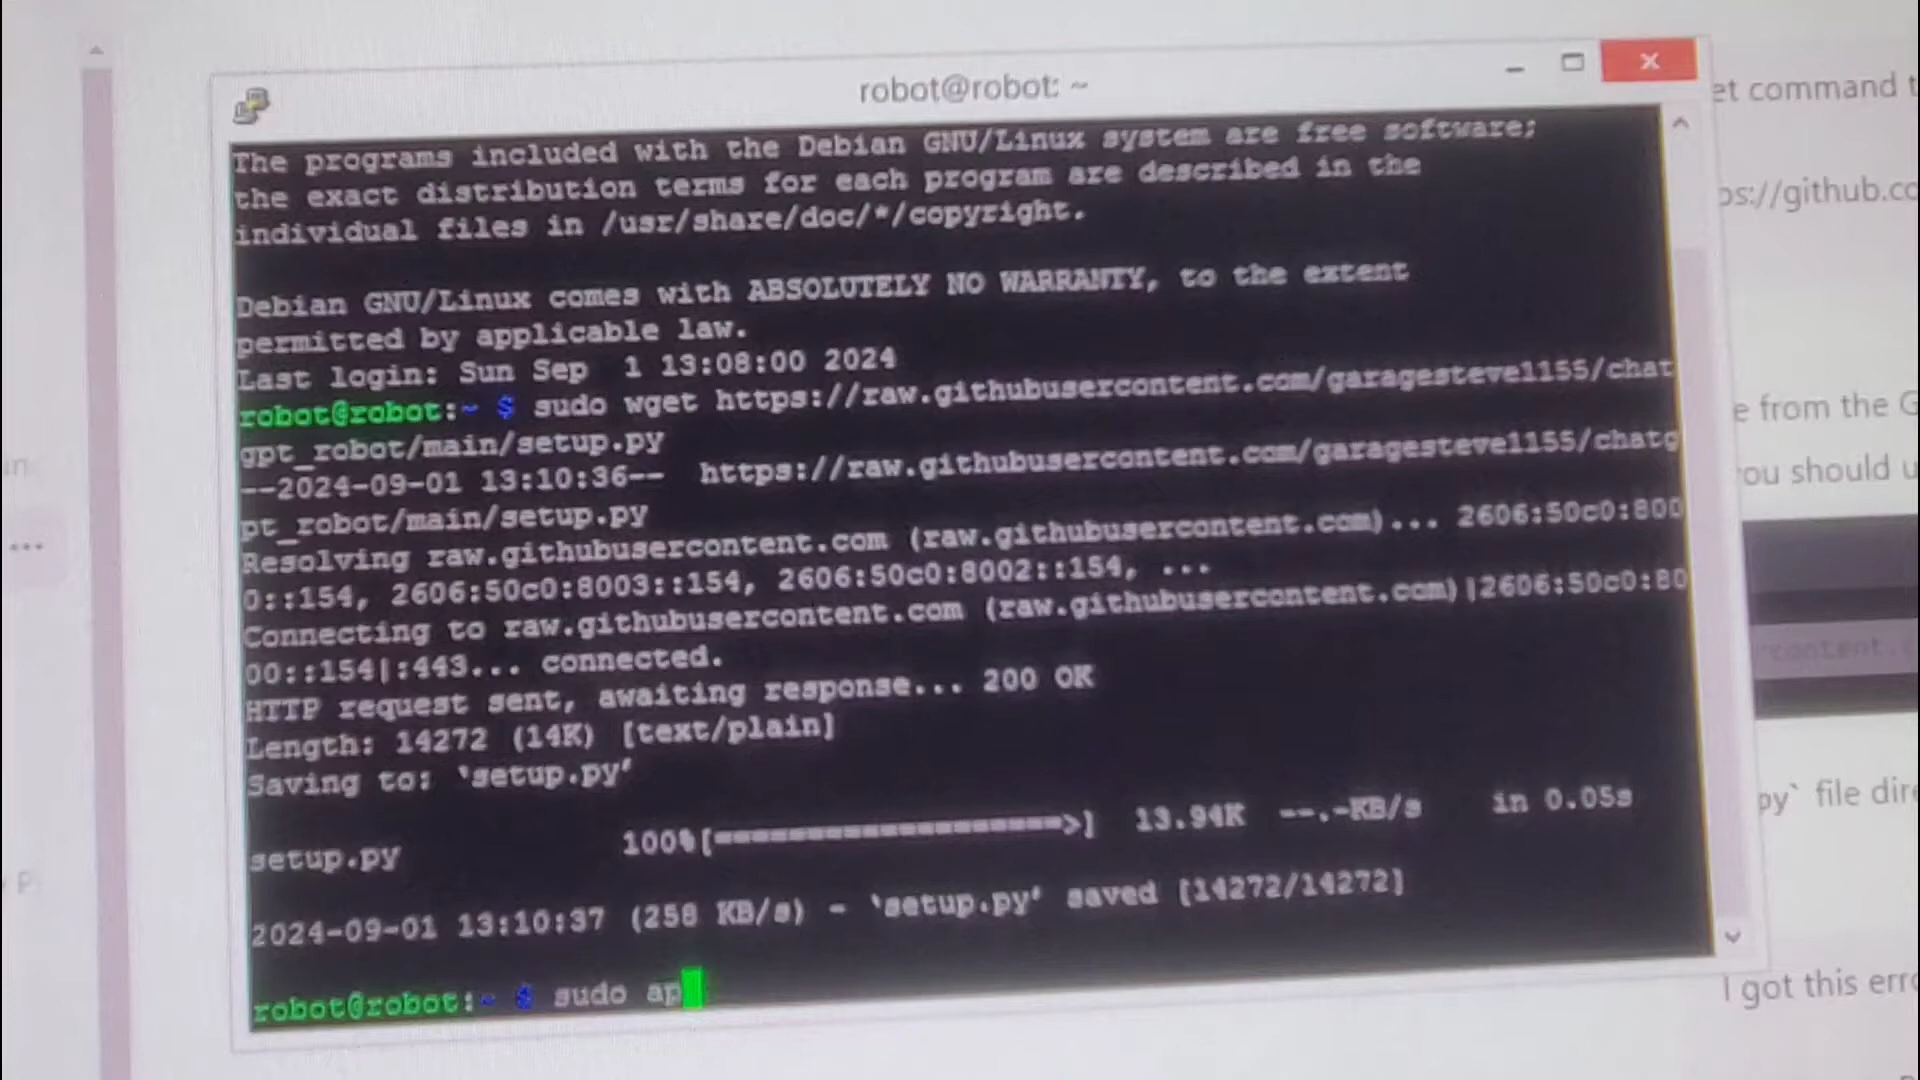 robot@robot: ~
The programs included with the Debian GNU/Linux system are free software;
the exact distribution terms for each program are described in the
individual files in /usr/share/doc/*/copyright.
Debian GNU/Linux comes with ABSOLUTELY NO WARRANTY, to the extent
permitted by applicable law.
Last login: Sun Sep  1 13:08:00 2024
robot@robot:~ $ sudo wget https://raw.githubusercontent.com/garagesteve1155/chat
gpt_robot/main/setup.py
--2024-09-01 13:10:36--  https://raw.githubusercontent.com/garagesteve1155/chatg
pt_robot/main/setup.py
Resolving raw.githubusercontent.com (raw.githubusercontent.com)... 2606:50c0:800
0::154, 2606:50c0:8003::154, 2606:50c0:8002::154, ...
Connecting to raw.githubusercontent.com (raw.githubusercontent.com)|2606:50c0:80
00::154|:443... connected.
HTTP request sent, awaiting response... 200 OK
Length: 14272 (14K) [text/plain]
Saving to: ‘setup.py’
setup.py 100%[===================>] 13.94K --.-KB/s in 0.05s
2024-09-01 13:10:37 (258 KB/s) - ‘setup.py’ saved [14272/14272]
robot@robot:~ $ sudo ap
et command t
ps://github.co
e from the G
you should u
content.c
py` file dire
I got this erro